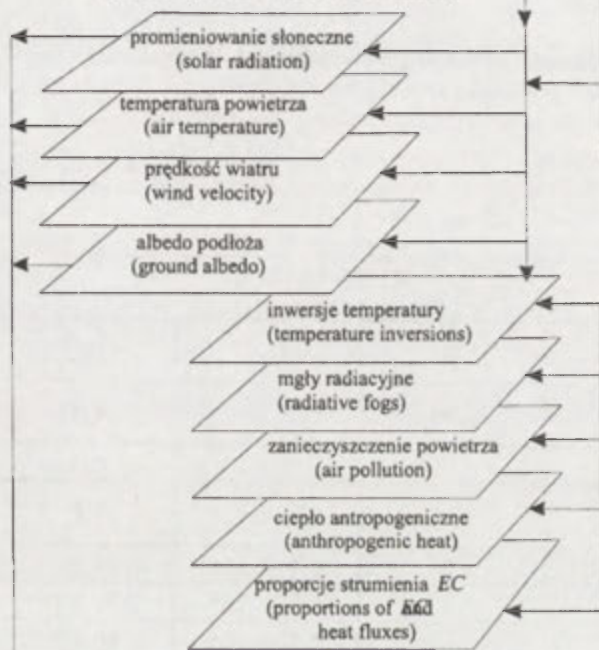 promieniowanie słoneczne
(solar radiation)
temperatura powietrza
(air temperature)
prędkość wiatru
(wind velocity)
albedo podłoża
(ground albedo)
inwersje temperatury
(temperature inversions)
mgły radiacyjne
(radiative fogs)
zanieczyszczenie powietrza
(air pollution)
ciepło antropogeniczne
(anthropogenic heat)
proporcje strumienia EC
(proportions of
heat fluxes)